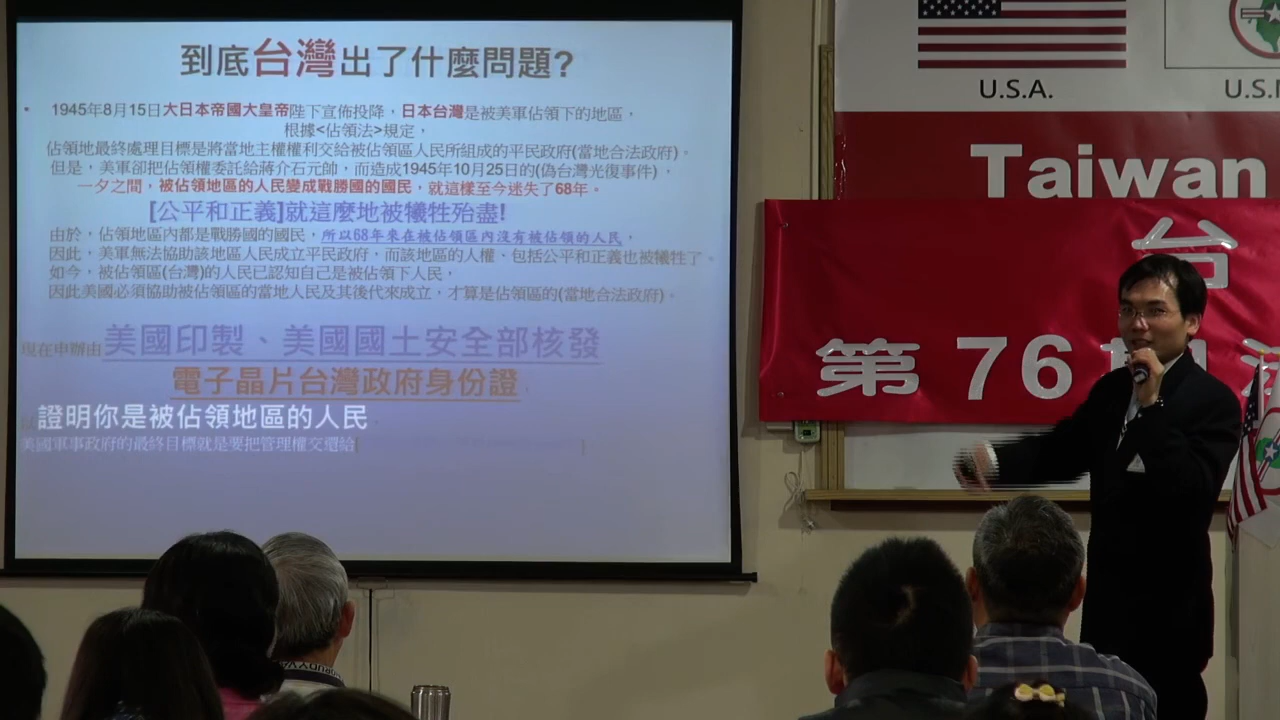 到底台灣出了什麼問題?
• 1945年8月15日大日本帝國大皇帝陛下宣佈投降，日本台灣是被美軍佔領下的地區，
根據<佔領法>規定，
佔領地最終處理目標是將當地主權權利交給被佔領區人民所組成的平民政府(當地合法政府)。
但是，美軍卻把佔領權委託給蔣介石元帥，而造成1945年10月25日的(偽台灣光復事件)，
一夕之間，被佔領地區的人民變成戰勝國的國民，就這樣至今迷失了68年。
[公平和正義]就這麼地被犧牲殆盡!
由於，佔領地區內都是戰勝國的國民，所以68年來在被佔領區內沒有被佔領的人民，
因此，美軍無法協助該地區人民成立平民政府，而該地區的人權、包括公平和正義也被犧牲了。
如今，被佔領區(台灣)的人民已認知自己是被佔領下人民，
因此美國必須協助被佔領區的當地人民及其後代來成立，才算是佔領區的(當地合法政府)。
現在申辦由美國印製、美國國土安全部核發
電子晶片台灣政府身份證
證明你是被佔領地區的人民
美國軍事政府的最終目標就是要把管理權交還給
U.S.A.
U.S.
Taiwan
台
第 76 期